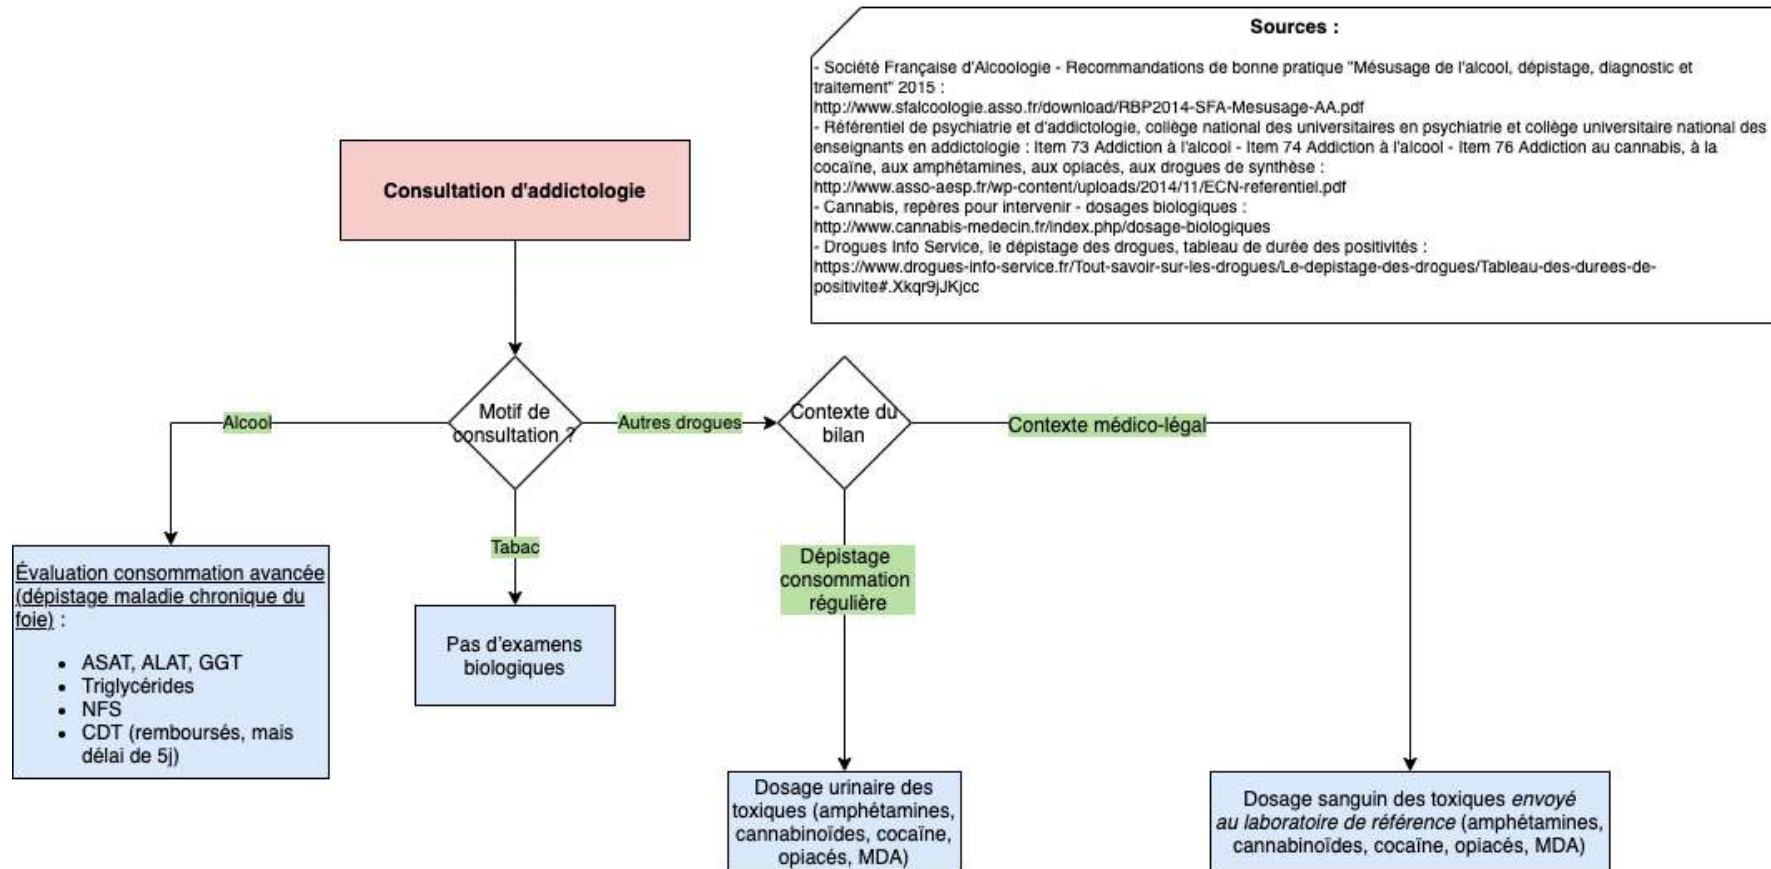 Sources :
- Société Française d'Alcoologie - Recommandations de bonne pratique "Mésusage de l'alcool, dépistage, diagnostic et
traitement" 2015 :
http://www.sfalcoologie.asso.fr/download/RBP2014-SFA-Mesusage-AA.pdf
- Référentiel de psychiatrie et d'addictologie, collège national des universitaires en psychiatrie et collège universitaire national des
enseignants en addictologie : Item 73 Addiction à l'alcool - Item 74 Addiction à l'alcool - Item 76 Addiction au cannabis, à la
cocaïne, aux amphétamines, aux opiacés, aux drogues de synthèse :
http://www.asso-aesp.fr/wp-content/uploads/2014/11/ECN-referentiel.pdf
- Cannabis, repères pour intervenir - dosages biologiques :
http://www.cannabis-medecin.fr/index.php/dosage-biologiques
- Drogues Info Service, le dépistage des drogues, tableau de durée des positivités :
https://www.drogues-info-service.fr/Tout-savoir-sur-les-drogues/Le-depistage-des-drogues/Tableau-des-durees-de-
positivite#.Xkqr9jJKjcc
Consultation d'addictologie
Motif de
consultation ?
Alcool
Autres drogues
Contexte du
bilan
Contexte médico-légal
Tabac
Dépistage
consommation
régulière
Évaluation consommation avancée
(dépistage maladie chronique du
foie) :
• ASAT, ALAT, GGT
• Triglycérides
• NFS
• CDT (remboursés, mais
délai de 5j)
Pas d'examens
biologiques
Dosage urinaire des
toxiques (amphétamines,
cannabinoïdes, cocaïne,
opiacés, MDA)
Dosage sanguin des toxiques envoyé
au laboratoire de référence (amphétamines,
cannabinoïdes, cocaïne, opiacés, MDA)